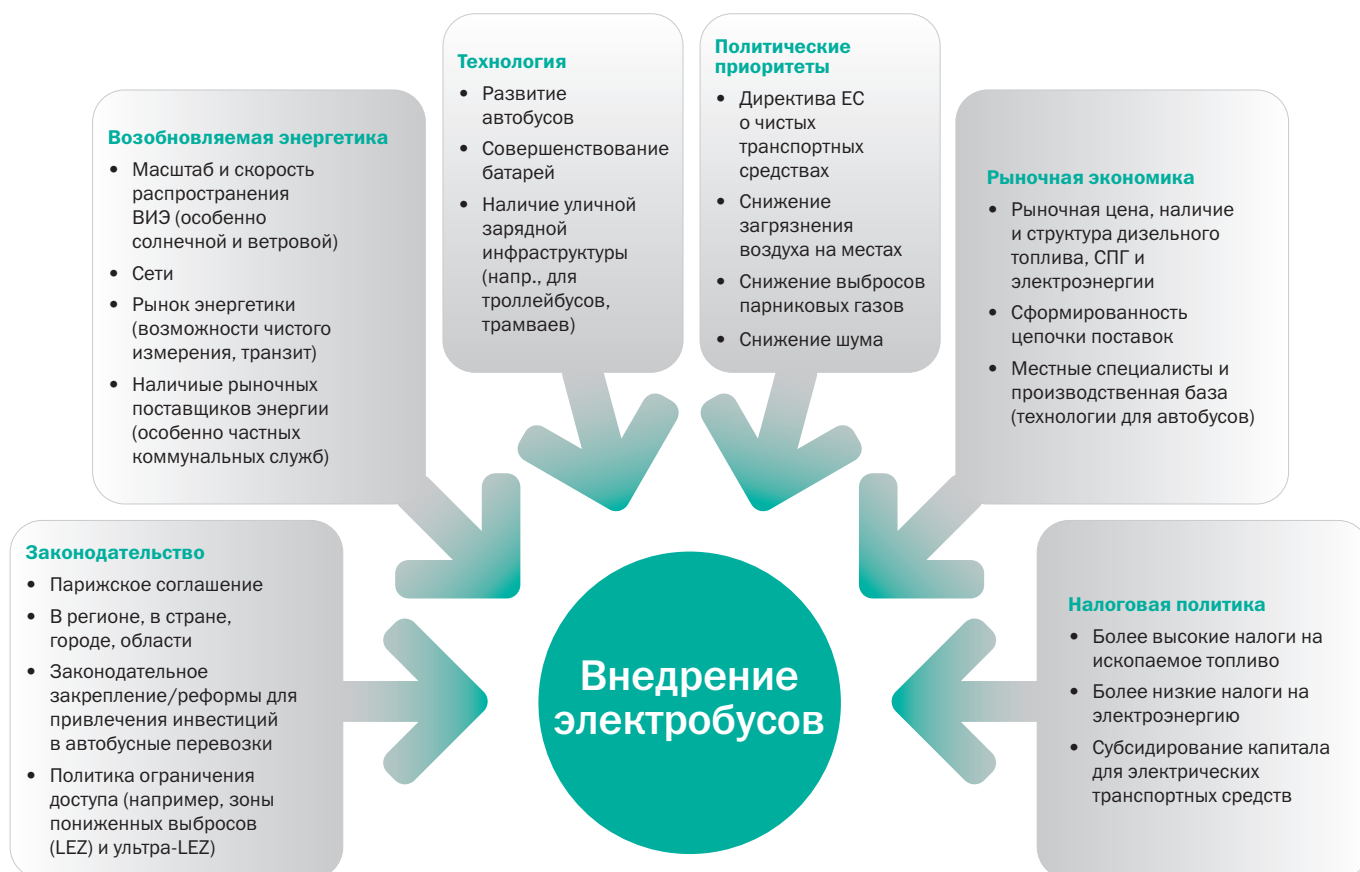 Технология
• Развитие
автобусов
• Совершенствование
батарей
• Наличие уличной
зарядной
инфраструктуры
(напр., для
троллейбусов,
трамваев)
Политические
приоритеты
• Директива ЕС
о чистых
транспортных
средствах
• Снижение
загрязнения
воздуха на местах
• Снижение выбросов
парниковых газов
• Снижение шума
Возобновляемая энергетика
• Масштаб и скорость
распространения
ВИЭ (особенно
солнечной и ветровой)
• Сети
• Рынок энергетики
(возможности чистого
измерения, транзит)
• Наличиые рыночных
поставщиков энергии
(особенно частных
коммунальных служб)
Рыночная экономика
• Рыночная цена, наличие
и структура дизельного
топлива, СПГ и
электроэнергии
• Сформированность
цепочки поставок
• Местные специалисты и
производственная база
(технологии для автобусов)
Законодательство
• Парижское соглашение
• В регионе, в стране,
городе, области
• Законодательное
закрепление/реформы для
привлечения инвестиций
в автобусные перевозки
• Политика ограничения
доступа (например, зоны
пониженных выбросов
(LEZ) и ультра-LEZ)
Внедрение
электробусов
Налоговая политика
• Более высокие налоги на
ископаемое топливо
• Более низкие налоги на
электроэнергию
• Субсидирование капитала
для электрических
транспортных средств